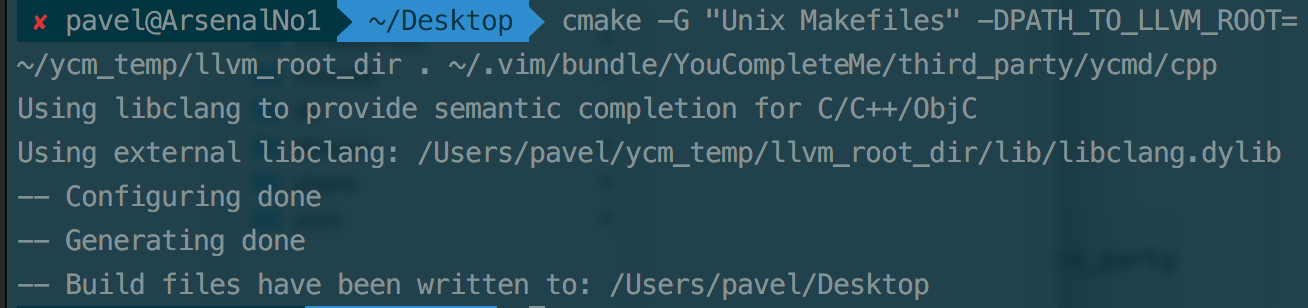 ✘ pavel@ArsenalNo1 ~/Desktop cmake -G "Unix Makefiles" -DPATH_TO_LLVM_ROOT=
~/ycm_temp/llvm_root_dir . ~/.vim/bundle/YouCompleteMe/third_party/ycmd/cpp
Using libclang to provide semantic completion for C/C++/ObjC
Using external libclang: /Users/pavel/ycm_temp/llvm_root_dir/lib/libclang.dylib
-- Configuring done
-- Generating done
-- Build files have been written to: /Users/pavel/Desktop